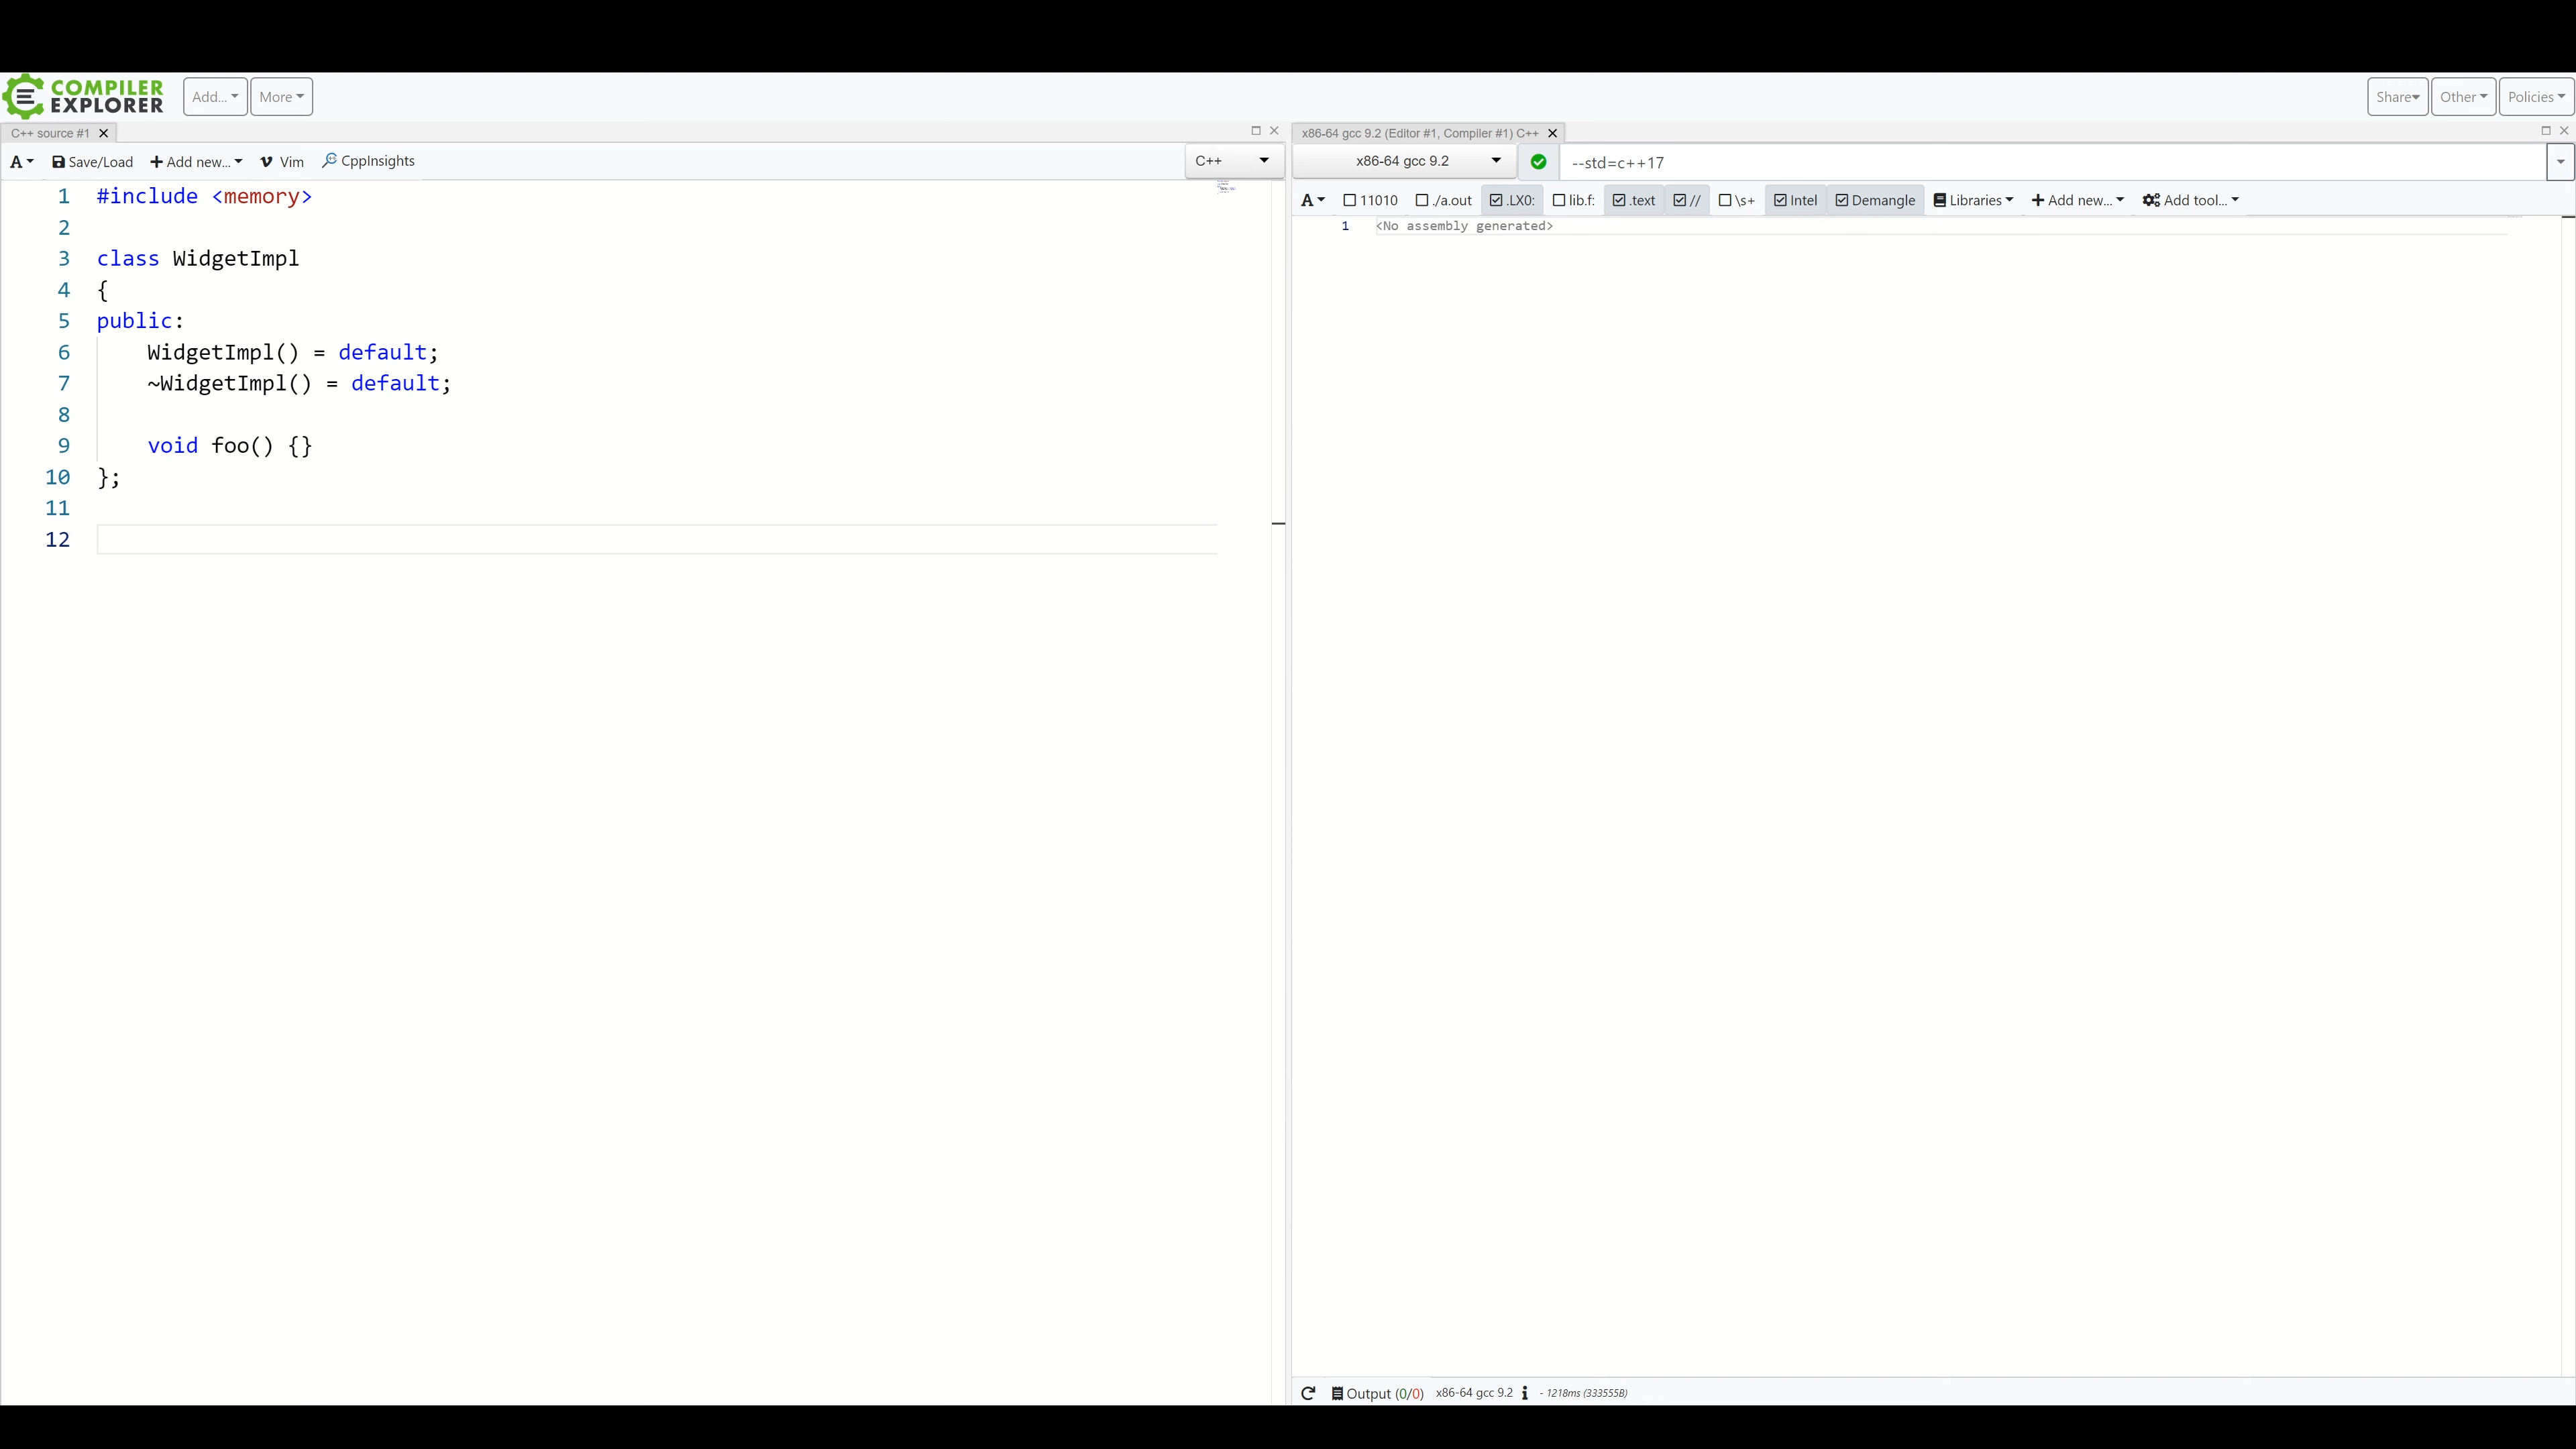 COMPILER EXPLORER Add... More Share Other Policies
C++ source #1 x86-64 gcc 9.2 (Editor #1, Compiler #1) C++
A Save/Load Add new... Vim CppInsights C++ x86-64 gcc 9.2 --std=c++17
A 11010 ./a.out .LX0: lib.f: .text // \s+ Intel Demangle Libraries Add new... Add tool...
1 #include <memory>
2
3 class WidgetImpl
4 {
5 public:
6 WidgetImpl() = default;
7 ~WidgetImpl() = default;
8
9 void foo() {}
10 };
11
12
1 <No assembly generated>
Output (0/0) x86-64 gcc 9.2 i - 1218ms (333555B)